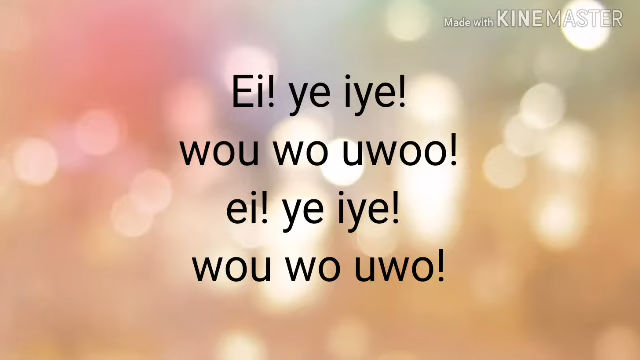 Made with KINEMASTER
Ei! ye iye!
wou wo uwoo!
ei! ye iye!
wou wo uwo!